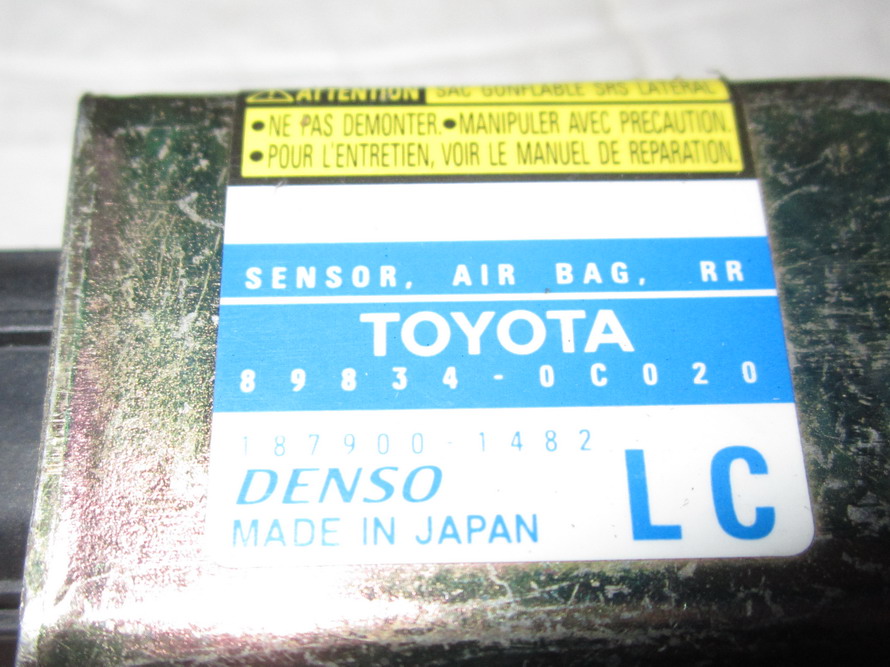 ATTENTION SAC GONFLABLE SRS LATERAL
•NE PAS DEMONTER.•MANIPULER AVEC PRECAUTION.
•POUR L'ENTRETIEN, VOIR LE MANUEL DE REPARATION.
SENSOR, AIR BAG, RR
TOYOTA
89834-0C020
187900-1482
DENSO
LC
MADE IN JAPAN